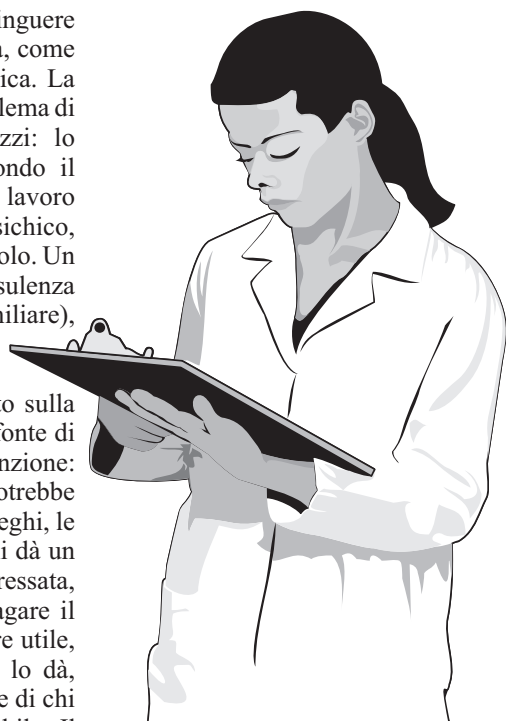 inguere
a, come
ica. La
lema di
zzi: lo
ondo il
lavoro
sichico,
olo. Un
sulenza
niliare),
to sulla
fonte di
nzione:
otrebbe
eghi, le
i dà un
ressata,
agare il
re utile,
lo dà,
e di chi